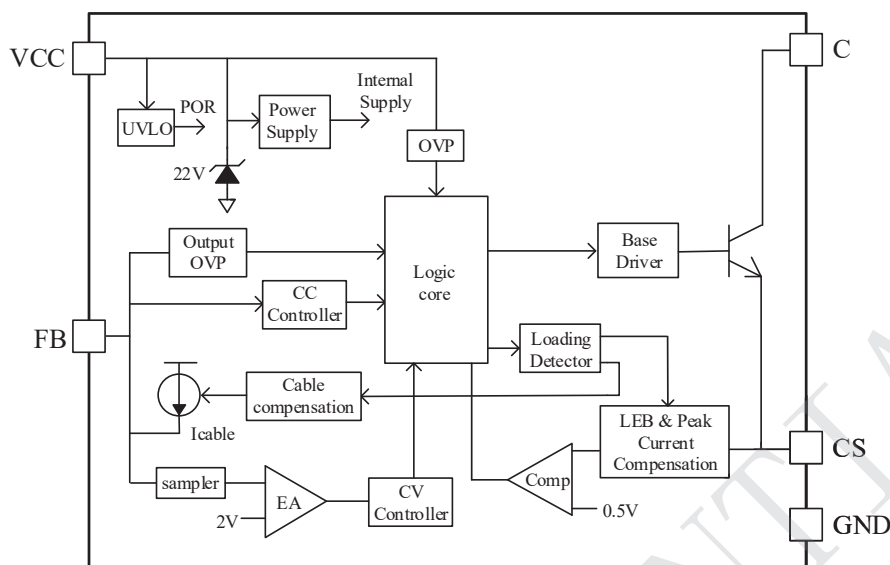 VCC
C
UVLO
POR
Power
Supply
Internal
Supply
OVP
22V
Output
OVP
Logic
core
Base
Driver
CC
Controller
FB
Loading
Detector
Cable
compensation
Icable
LEB & Peak
Current
Compensation
CS
sampler
EA
2V
CV
Controller
Comp
0.5V
GND